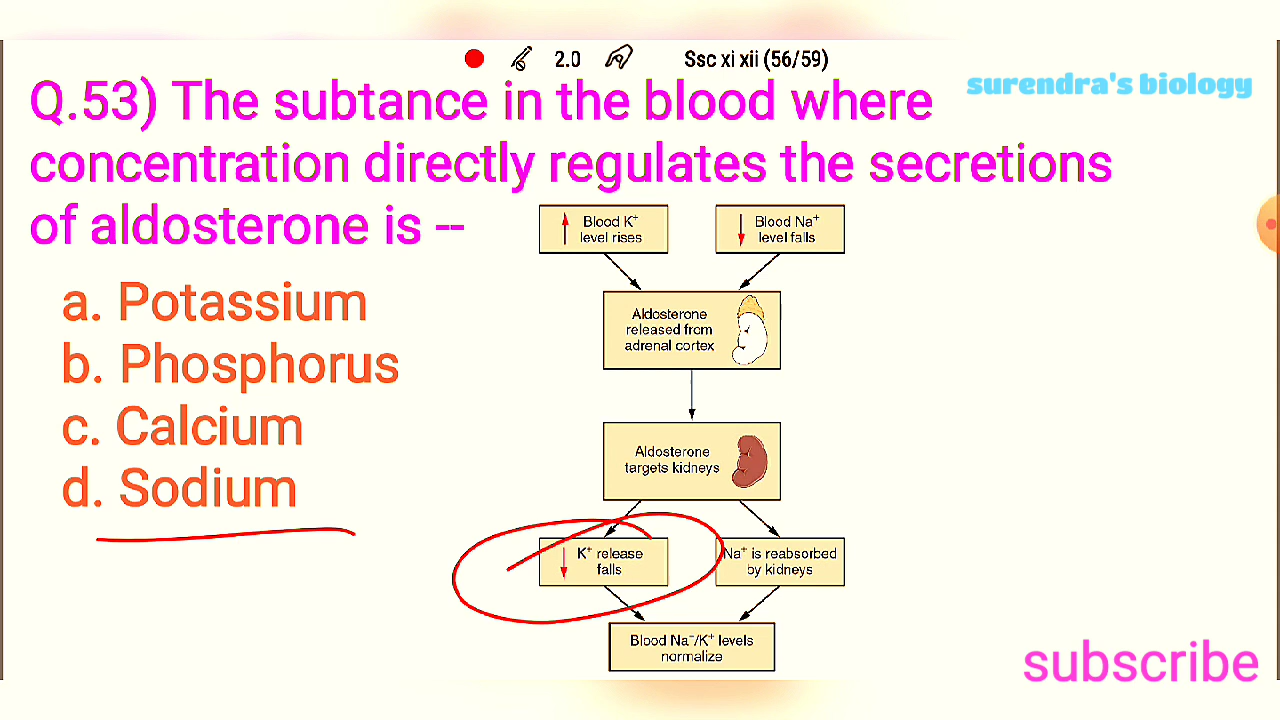 2.0 Ssc xi xii (56/59)
surendra's biology
Q.53) The subtance in the blood where
concentration directly regulates the secretions
of aldosterone is --
a. Potassium
b. Phosphorus
c. Calcium
d. Sodium
Blood K⁺
level rises
Blood Na⁺
level falls
Aldosterone
released from
adrenal cortex
Aldosterone
targets kidneys
K⁺ release
falls
Na⁺ is reabsorbed
by kidneys
Blood Na⁺/K⁺ levels
normalize
subscribe